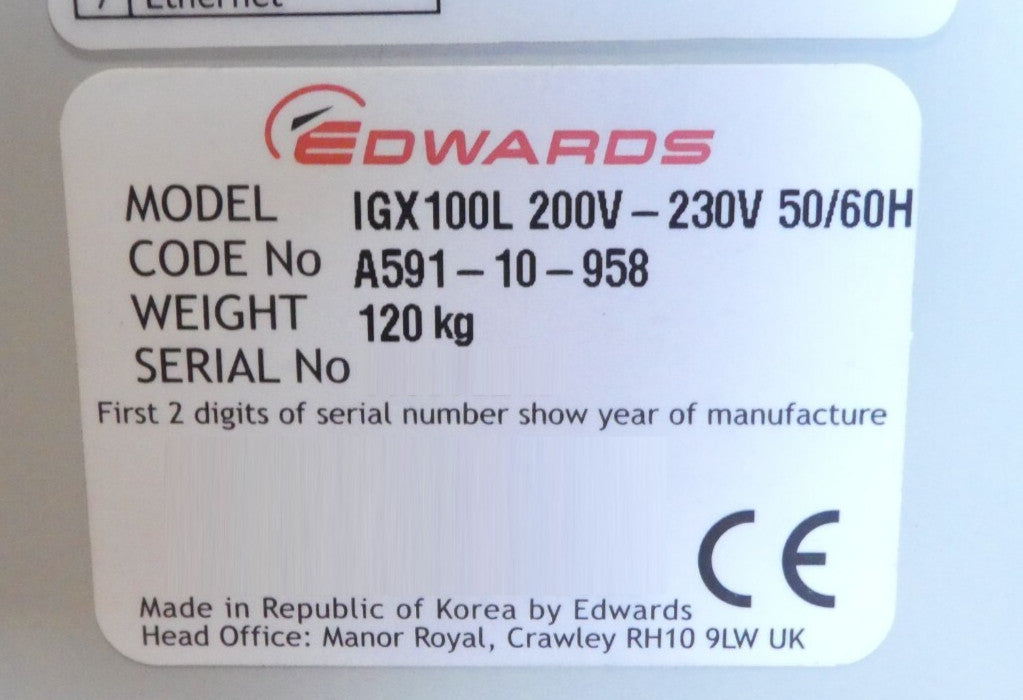 7 Ethernet
EDWARDS
MODEL IGX100L 200V – 230V 50/60H
CODE No A591 – 10 – 958
WEIGHT 120 kg
SERIAL No
First 2 digits of serial number show year of manufacture
CE
Made in Republic of Korea by Edwards
Head Office: Manor Royal, Crawley RH10 9LW UK